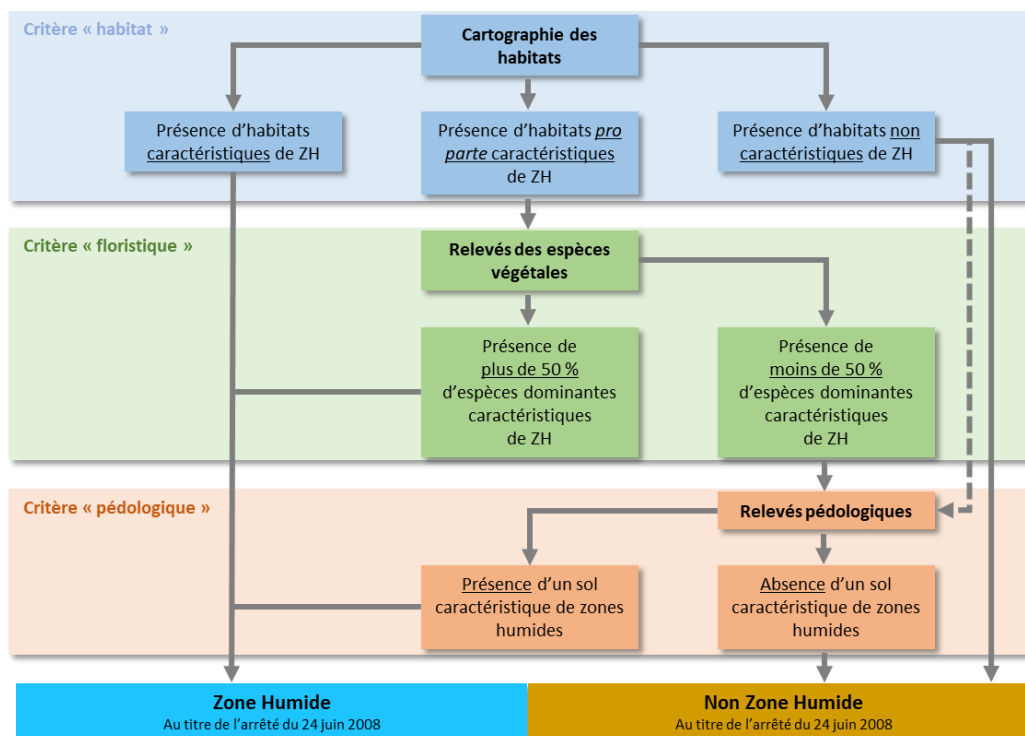 Critère « habitat »
Cartographie des
habitats
Présence d'habitats
caractéristiques de ZH
Présence d'habitats pro
parte caractéristiques
de ZH
Présence d'habitats non
caractéristiques de ZH
Critère « floristique »
Relevés des espèces
végétales
Présence de
plus de 50 %
d'espèces dominantes
caractéristiques
de ZH
Présence de
moins de 50 %
d'espèces dominantes
caractéristiques
de ZH
Critère « pédologique »
Relevés pédologiques
Présence d'un sol
caractéristique de zones
humides
Absence d'un sol
caractéristique de zones
humides
Zone Humide
Au titre de l'arrêté du 24 juin 2008
Non Zone Humide
Au titre de l'arrêté du 24 juin 2008